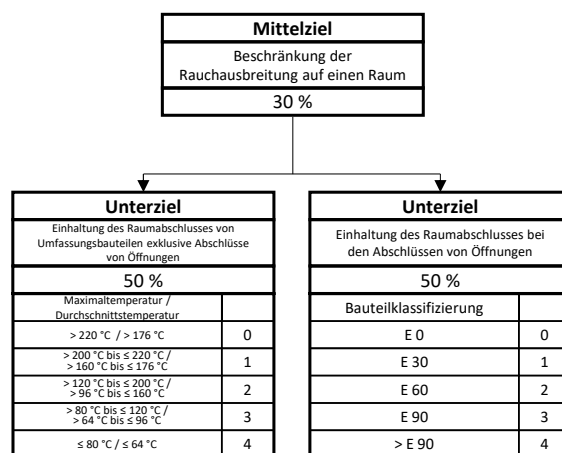 Mittelziel
Beschränkung der
Rauchausbreitung auf einen Raum
30 %
Unterziel
Einhaltung des Raumabschlusses von
Umfassungsbauteilen exklusive Abschlüsse
von Öffnungen
50 %
Maximaltemperatur /
Durchschnittstemperatur
> 220 °C / > 176 °C 0
> 200 °C bis ≤ 220 °C /
> 160 °C bis ≤ 176 °C 1
> 120 °C bis ≤ 200 °C /
> 96 °C bis ≤ 160 °C 2
> 80 °C bis ≤ 120 °C /
> 64 °C bis ≤ 96 °C 3
≤ 80 °C / ≤ 64 °C 4
Unterziel
Einhaltung des Raumabschlusses bei
den Abschlüssen von Öffnungen
50 %
Bauteilklassifizierung
E 0 0
E 30 1
E 60 2
E 90 3
> E 90 4